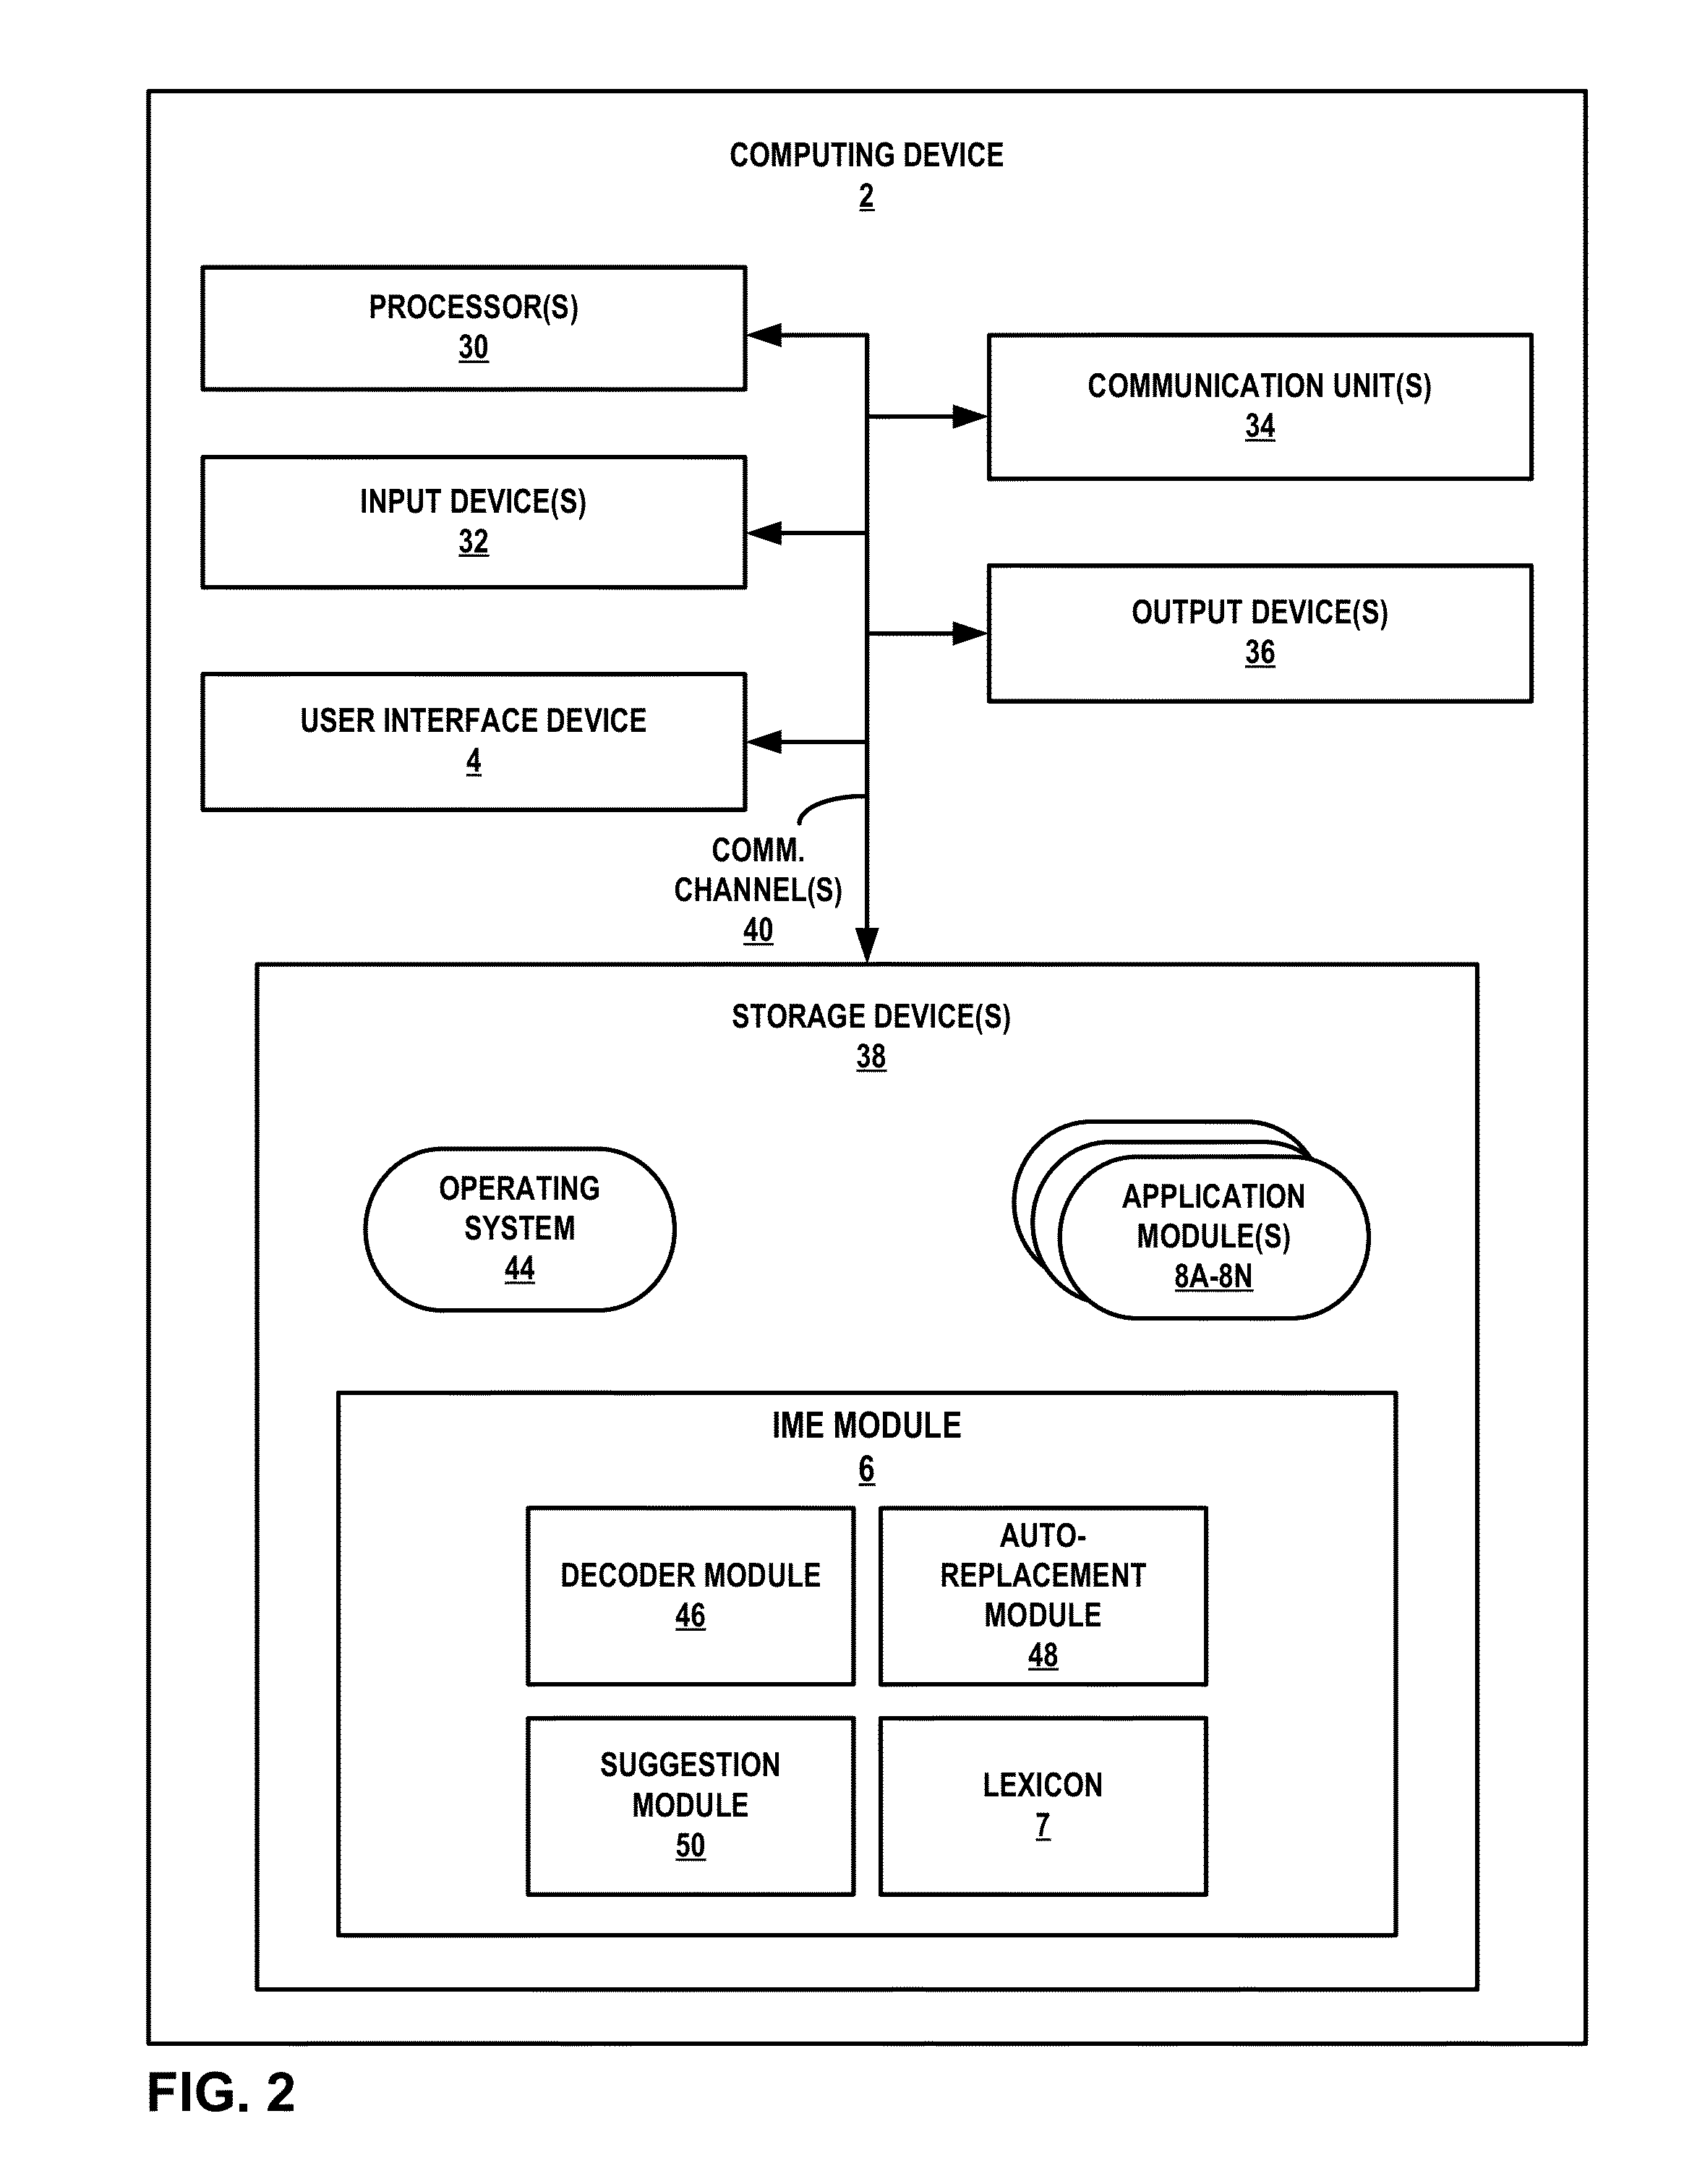 COMPUTING DEVICE
2
PROCESSOR(S)
30
COMMUNICATION UNIT(S)
34
INPUT DEVICE(S)
32
OUTPUT DEVICE(S)
36
USER INTERFACE DEVICE
4
COMM.
CHANNEL(S)
40
STORAGE DEVICE(S)
38
OPERATING
SYSTEM
44
APPLICATION
MODULE(S)
8A-8N
IME MODULE
6
DECODER MODULE
46
AUTO-
REPLACEMENT
MODULE
48
SUGGESTION
MODULE
50
LEXICON
7
FIG. 2